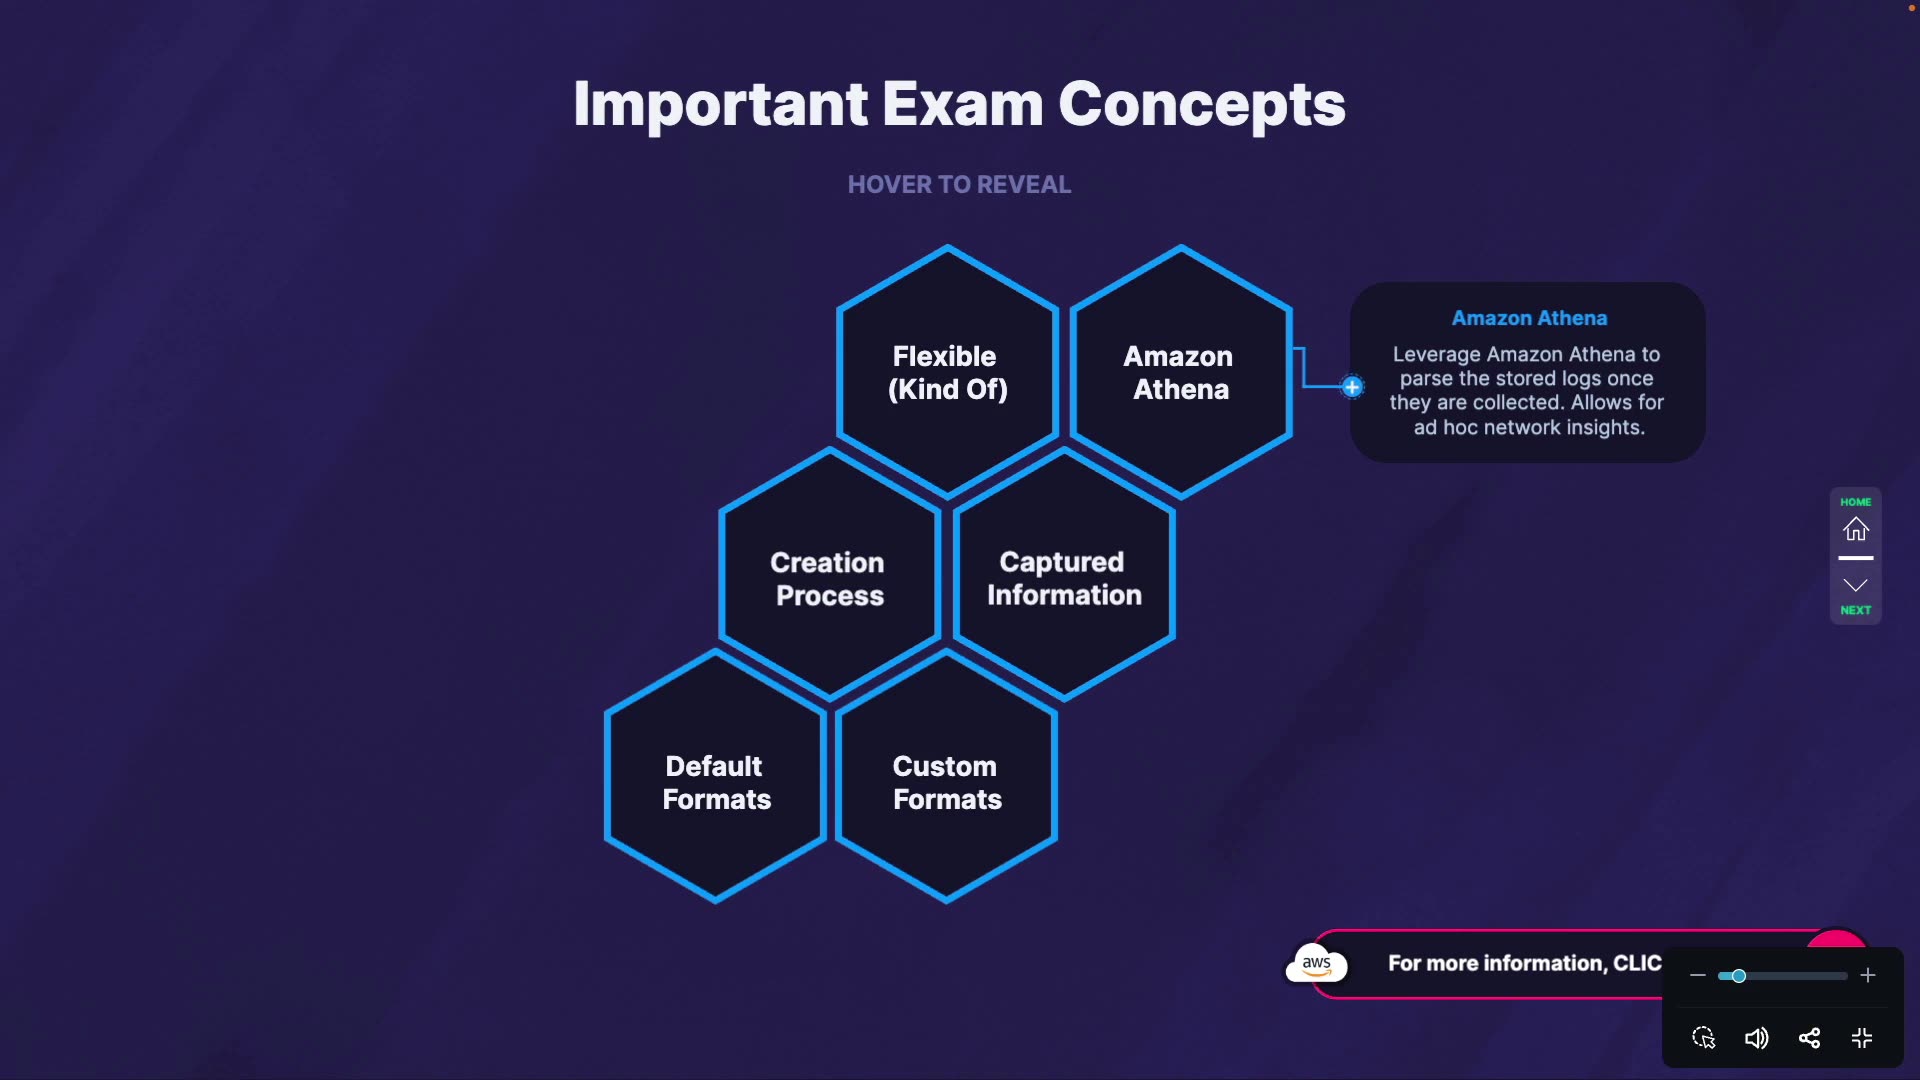 Important Exam Concepts
HOVER TO REVEAL
Flexible
(Kind Of)
Amazon
Athena
Amazon Athena
Leverage Amazon Athena to
parse the stored logs once
they are collected. Allows for
ad hoc network insights.
Creation
Process
Captured
Information
HOME
NEXT
Default
Formats
Custom
Formats
aws
For more information, CLIC